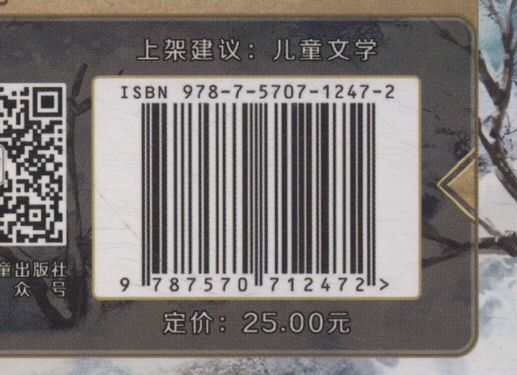 上架建议：儿童文学
ISBN 978-7-5707-1247-2
9 787570 712472 >
童出版社
众 号
定价：25.00元